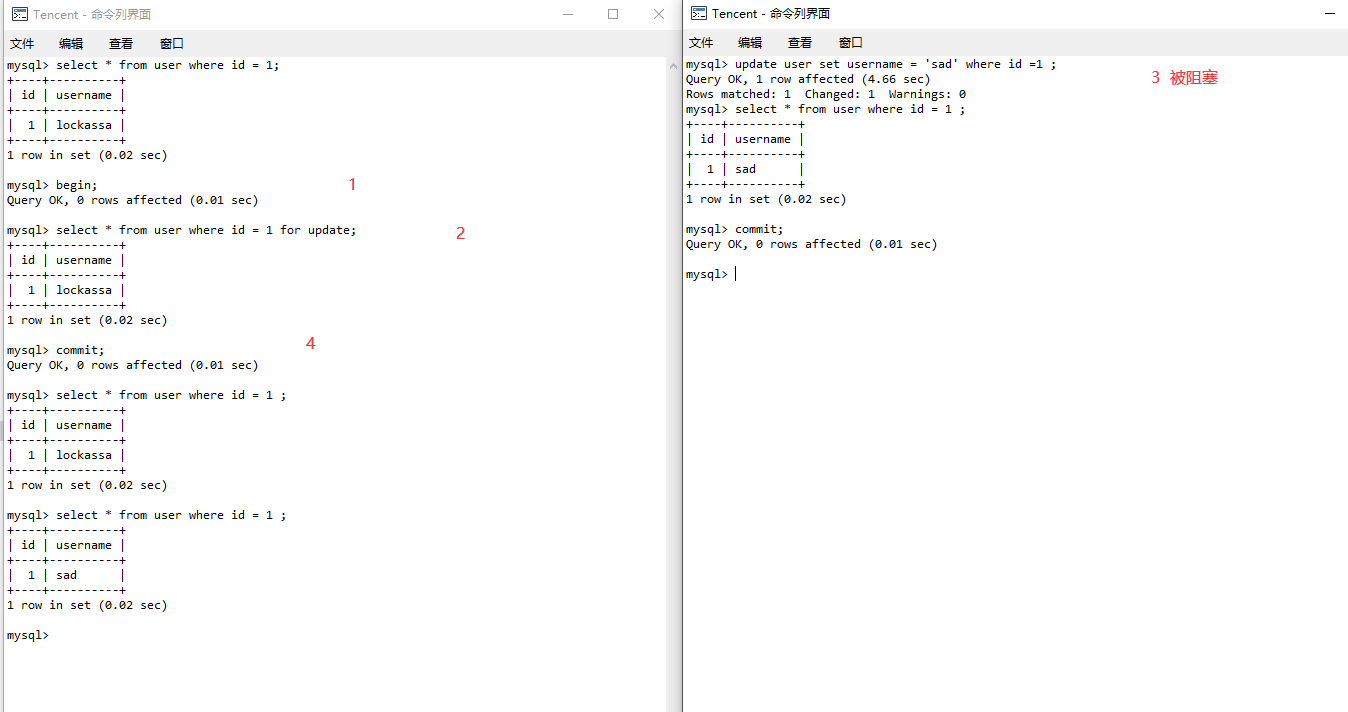 Tencent - 命令列界面
文件 编辑 查看 窗口
mysql> select * from user where id = 1;
+----+----------+
| id | username |
+----+----------+
|  1 | lockassa |
+----+----------+
1 row in set (0.02 sec)
mysql> begin; 1
Query OK, 0 rows affected (0.01 sec)
mysql> select * from user where id = 1 for update; 2
+----+----------+
| id | username |
+----+----------+
|  1 | lockassa |
+----+----------+
1 row in set (0.02 sec)
4
mysql> commit;
Query OK, 0 rows affected (0.01 sec)
mysql> select * from user where id = 1 ;
+----+----------+
| id | username |
+----+----------+
|  1 | lockassa |
+----+----------+
1 row in set (0.02 sec)
mysql> select * from user where id = 1 ;
+----+----------+
| id | username |
+----+----------+
|  1 | sad      |
+----+----------+
1 row in set (0.02 sec)
mysql>
Tencent - 命令列界面
文件 编辑 查看 窗口
mysql> update user set username = 'sad' where id =1 ;
Query OK, 1 row affected (4.66 sec)
3 被阻塞
Rows matched: 1  Changed: 1  Warnings: 0
mysql> select * from user where id = 1 ;
+----+----------+
| id | username |
+----+----------+
|  1 | sad      |
+----+----------+
1 row in set (0.02 sec)
mysql> commit;
Query OK, 0 rows affected (0.01 sec)
mysql>